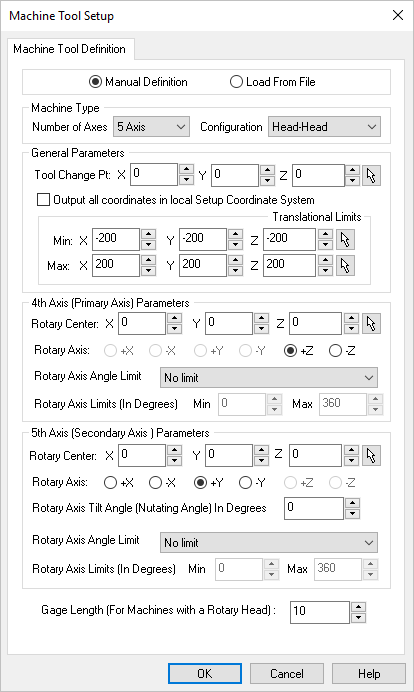 Machine Tool Setup
Machine Tool Definition
Manual Definition Load From File
Machine Type
Number of Axes 5 Axis Configuration Head-Head
General Parameters
Tool Change Pt: X 0 Y 0 Z 0
Output all coordinates in local Setup Coordinate System
Translational Limits
Min: X -200 Y -200 Z -200
Max: X 200 Y 200 Z 200
4th Axis (Primary Axis) Parameters
Rotary Center: X 0 Y 0 Z 0
Rotary Axis: +X -X +Y -Y +Z -Z
Rotary Axis Angle Limit No limit
Rotary Axis Limits (In Degrees) Min 0 Max 360
5th Axis (Secondary Axis ) Parameters
Rotary Center: X 0 Y 0 Z 0
Rotary Axis: +X -X +Y -Y +Z -Z
Rotary Axis Tilt Angle (Nutating Angle) In Degrees 0
Rotary Axis Angle Limit No limit
Rotary Axis Limits (In Degrees) Min 0 Max 360
Gage Length (For Machines with a Rotary Head) : 10
OK Cancel Help